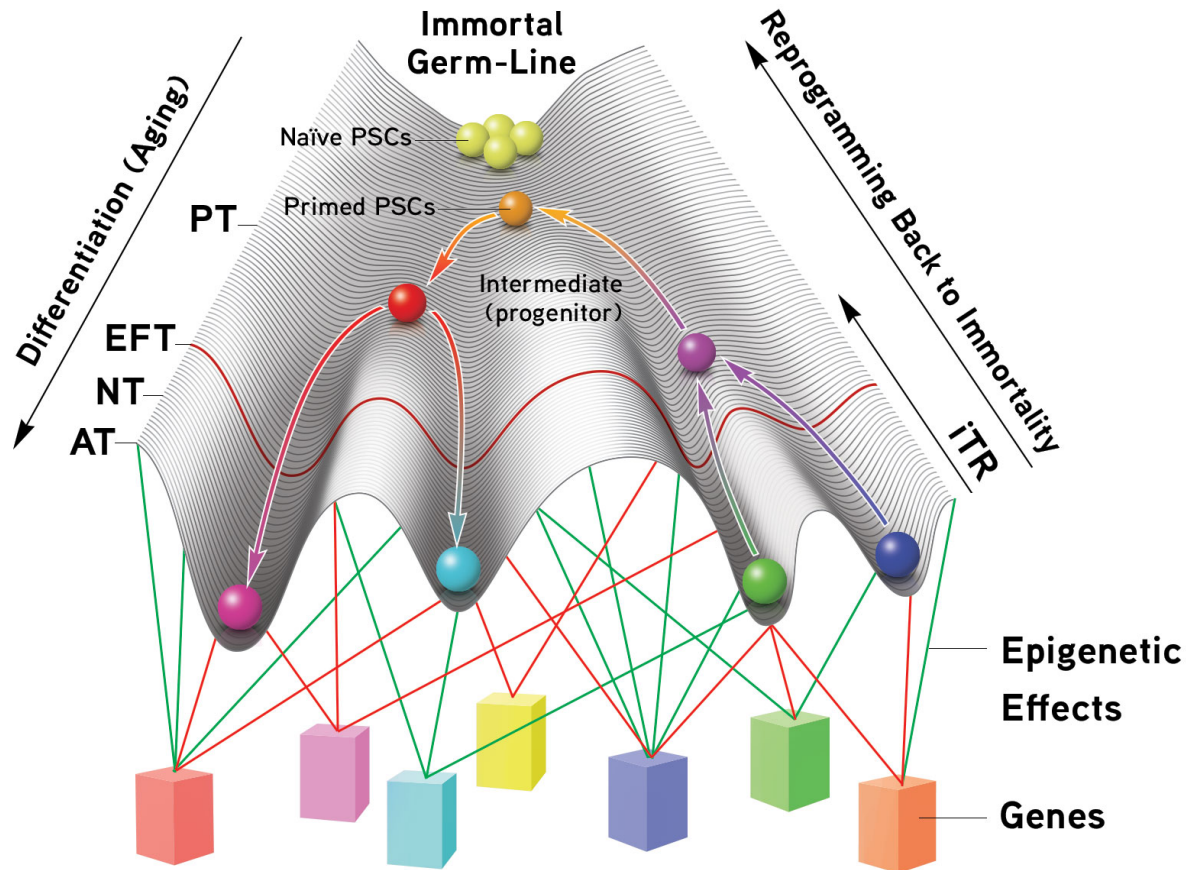 Immortal
Germ-Line
Differentiation (Aging)
Reprogramming Back to Immortality
Naïve PSCs
Primed PSCs
PT
Intermediate
(progenitor)
EFT
NT
AT
iTR
Epigenetic
Effects
Genes